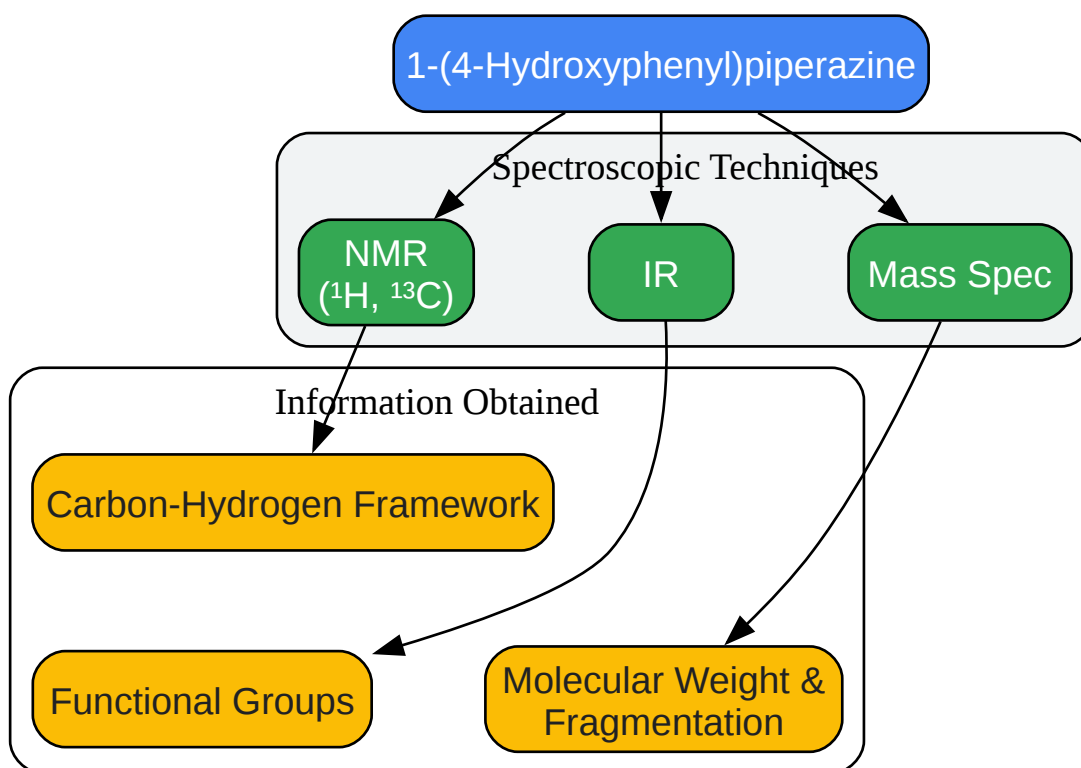 1-(4-Hydroxyphenyl)piperazine
Spectroscopic Techniques
NMR
(¹H, ¹³C)
IR
Mass Spec
Information Obtained
Carbon-Hydrogen Framework
Functional Groups
Molecular Weight &
Fragmentation